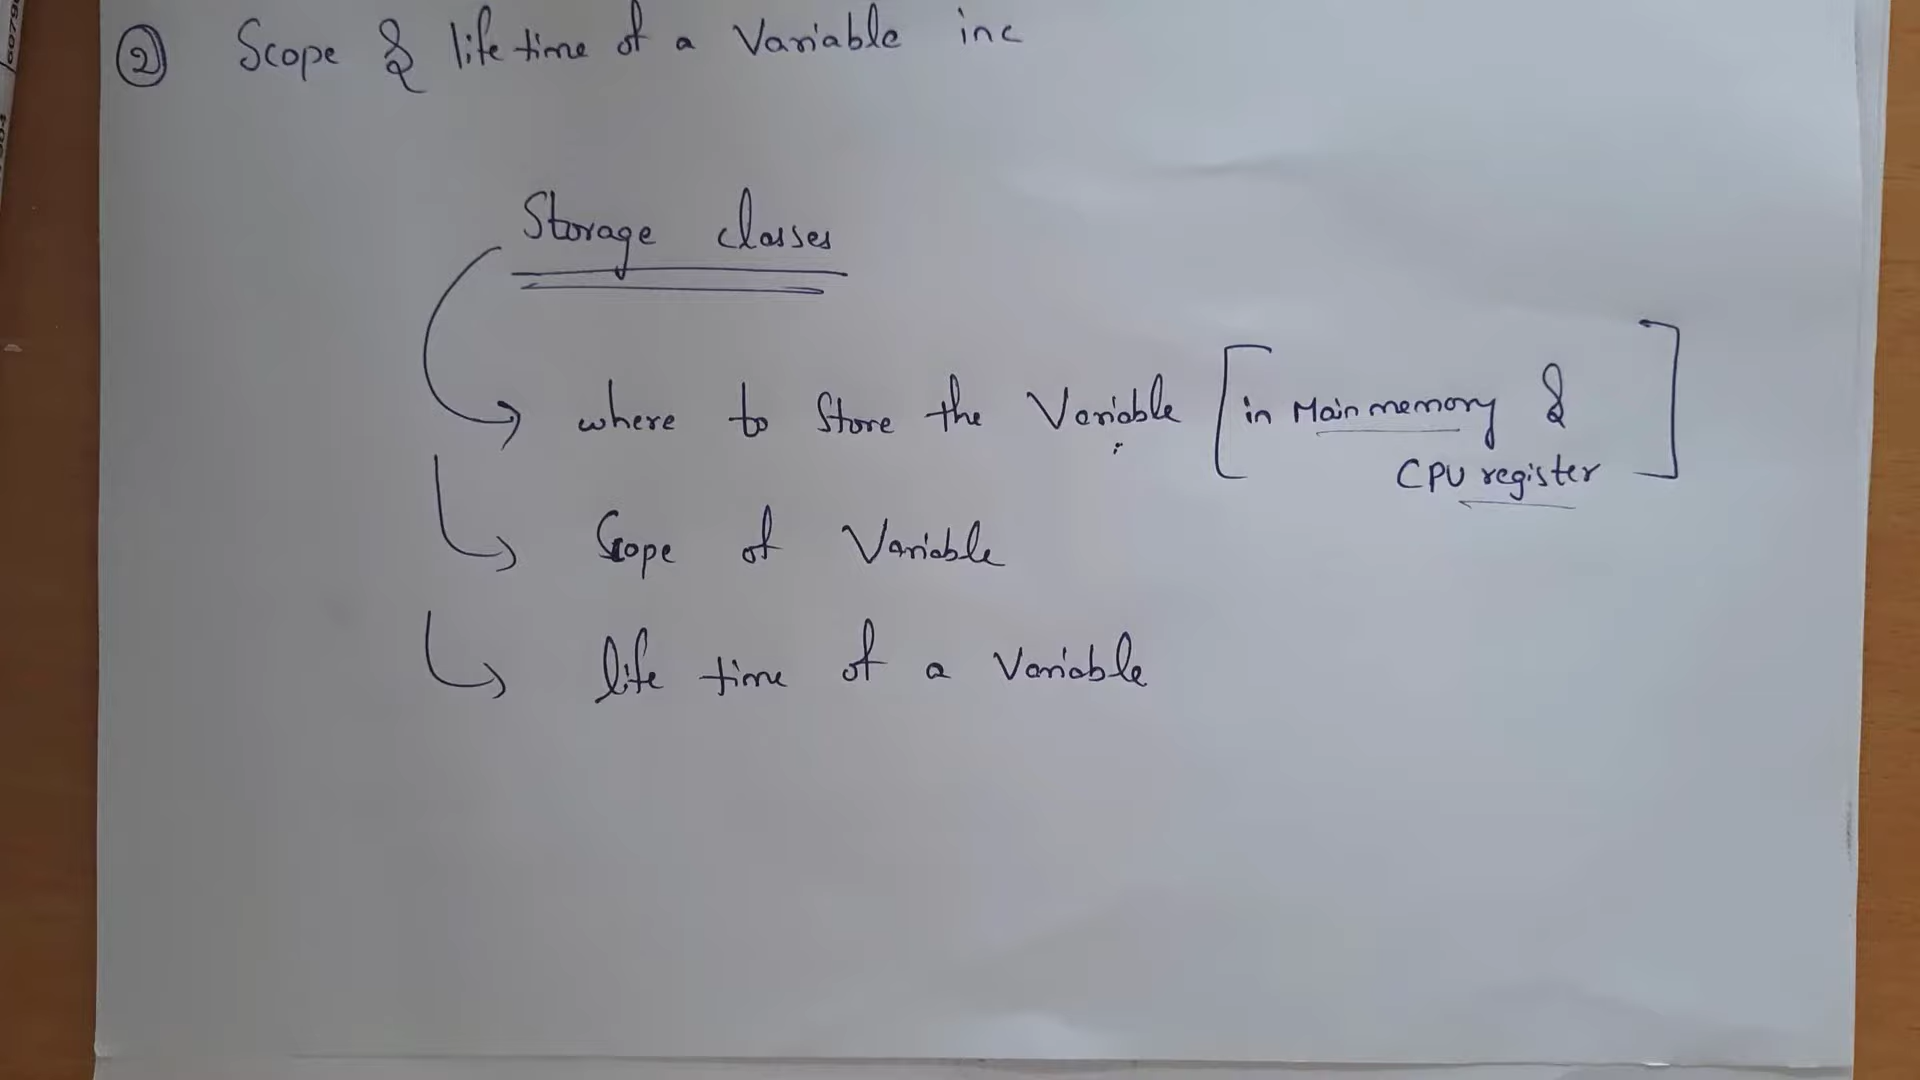 ② Scope & life time of a Variable inc
Storage classes
where to Store the Variable [in Main memory &
CPU register]
Scope of Variable
life time of a Variable